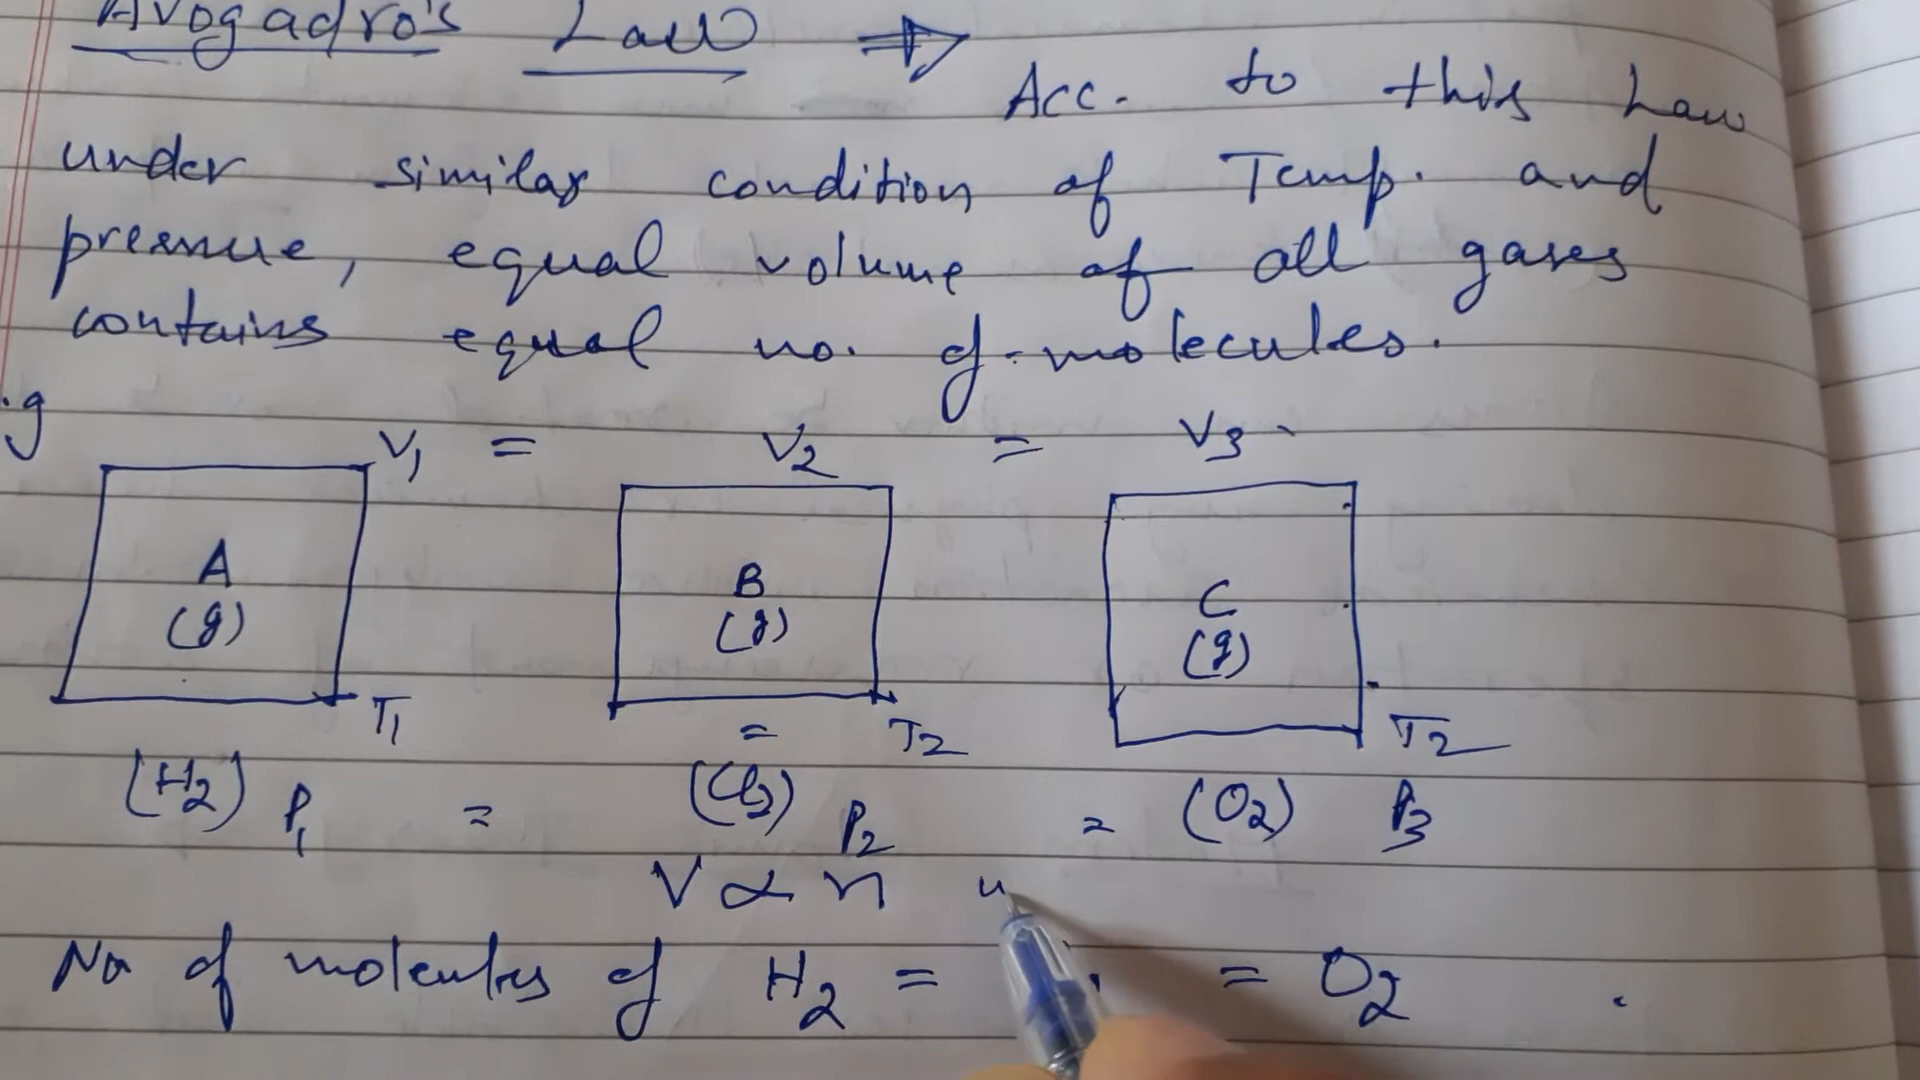 Avogadro's Law ⇒
Acc. to this Law
under similar condition of Temp. and
pressue, equal volume of all gases
contains equal no. of molecules.
.g
V1 = V2 = V3
A B C
(g) (g) (g)
T1 = T2 T2
(H2) P1 = (Cl2) P2 = (O2) P3
V ∝ n
No of molecules of H2 = = O2 .